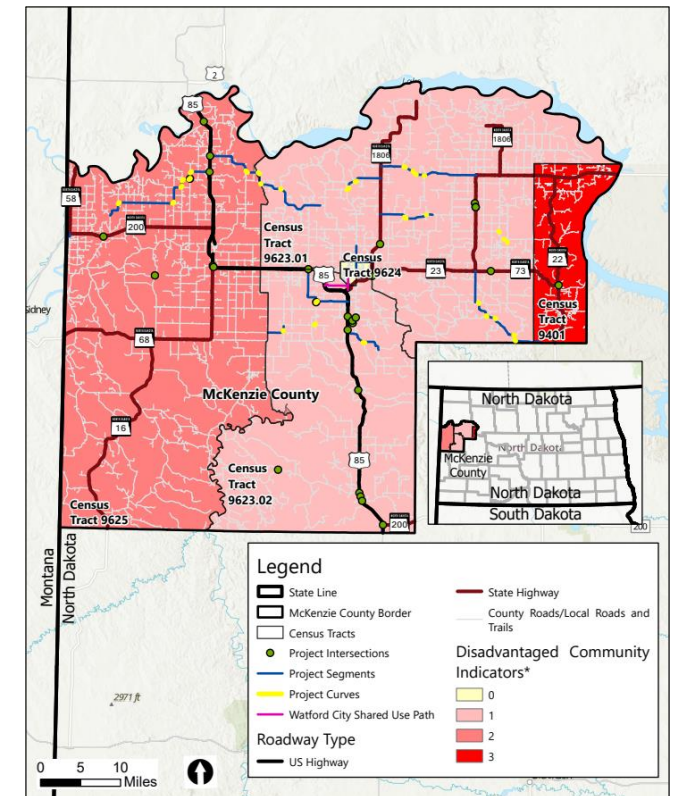 2
85
1806
1806
58
200
Census
Tract
9623.01
Census
Tract 9624
85
23
73
22
idney
Census
Tract
9401
68
McKenzie County
16
Census
Tract
9623.02
85
Census
Tract 9625
200
North Dakota
North Dakota
McKenzie
County
North Dakota
South Dakota
200
Montana
North Dakota
2971 ft
Legend
State Line
McKenzie County Border
Census Tracts
Project Intersections
Project Segments
Project Curves
Watford City Shared Use Path
Roadway Type
US Highway
State Highway
County Roads/Local Roads and
Trails
Disadvantaged Community
Indicators*
0
1
2
3
0 5 10
Miles